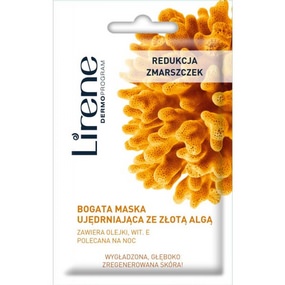 REDUKCJA
ZMARSZCZEK
Lirene
DERMOPROGRAM
BOGATA MASKA
UJĘDRNIAJĄCA ZE ZŁOTĄ ALGĄ
ZAWIERA OLEJKI, WIT. E
POLECANA NA NOC
WYGŁADZONA, GŁĘBOKO
ZREGENEROWANA SKÓRA!